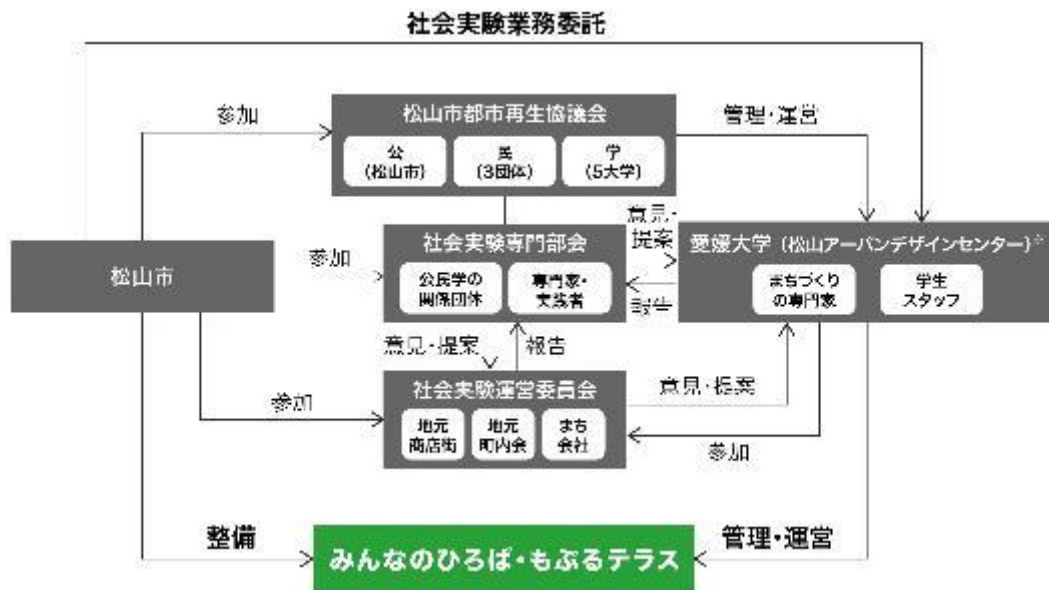 社会実験業務委託
参加
松山市都市再生協議会
管理・運営
公
(松山市)
民
(3団体)
学
(5大学)
意見・
提案
松山市
参加
社会実験専門部会
公民学の
関係団体
専門家・
実践者
報告
愛媛大学（松山アーバンデザインセンター）※
まちづくり
の専門家
学生
スタッフ
意見・提案
報告
参加
社会実験運営委員会
地元
商店街
地元
町内会
まち
会社
意見・提案
参加
整備
みんなのひろば・もぶるテラス
管理・運営